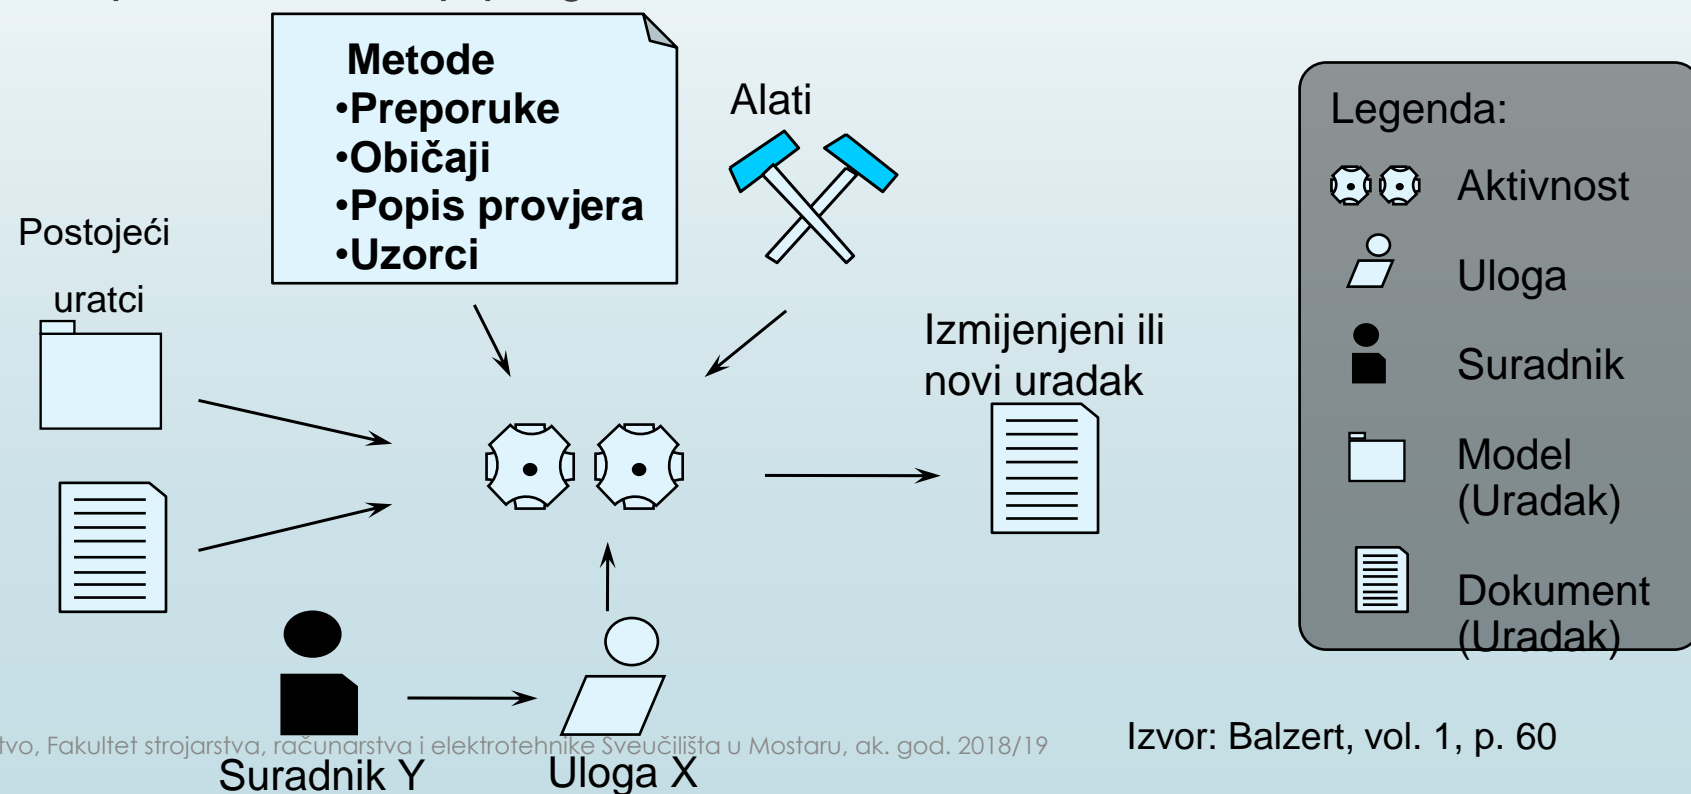 Metode
•Preporuke
•Običaji
•Popis provjera
•Uzorci
Alati
Postojeći
uratci
Izmijenjeni ili
novi uradak
Legenda:
Aktivnost
Uloga
Suradnik
Model
(Uradak)
Dokument
(Uradak)
Fakultet strojarstva, računarstva i elektrotehnike Sveučilišta u Mostaru, ak. god. 2018/19
Izvor: Balzert, vol. 1, p. 60
Suradnik Y
Uloga X